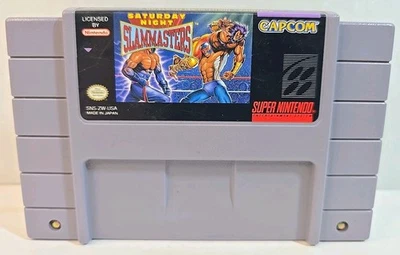 LICENSED
BY
Nintendo
SATURDAY
NIGHT
SLAMMASTERS
CAPCOM
SNS-ZW-USA
MADE IN JAPAN
SUPER NINTENDO